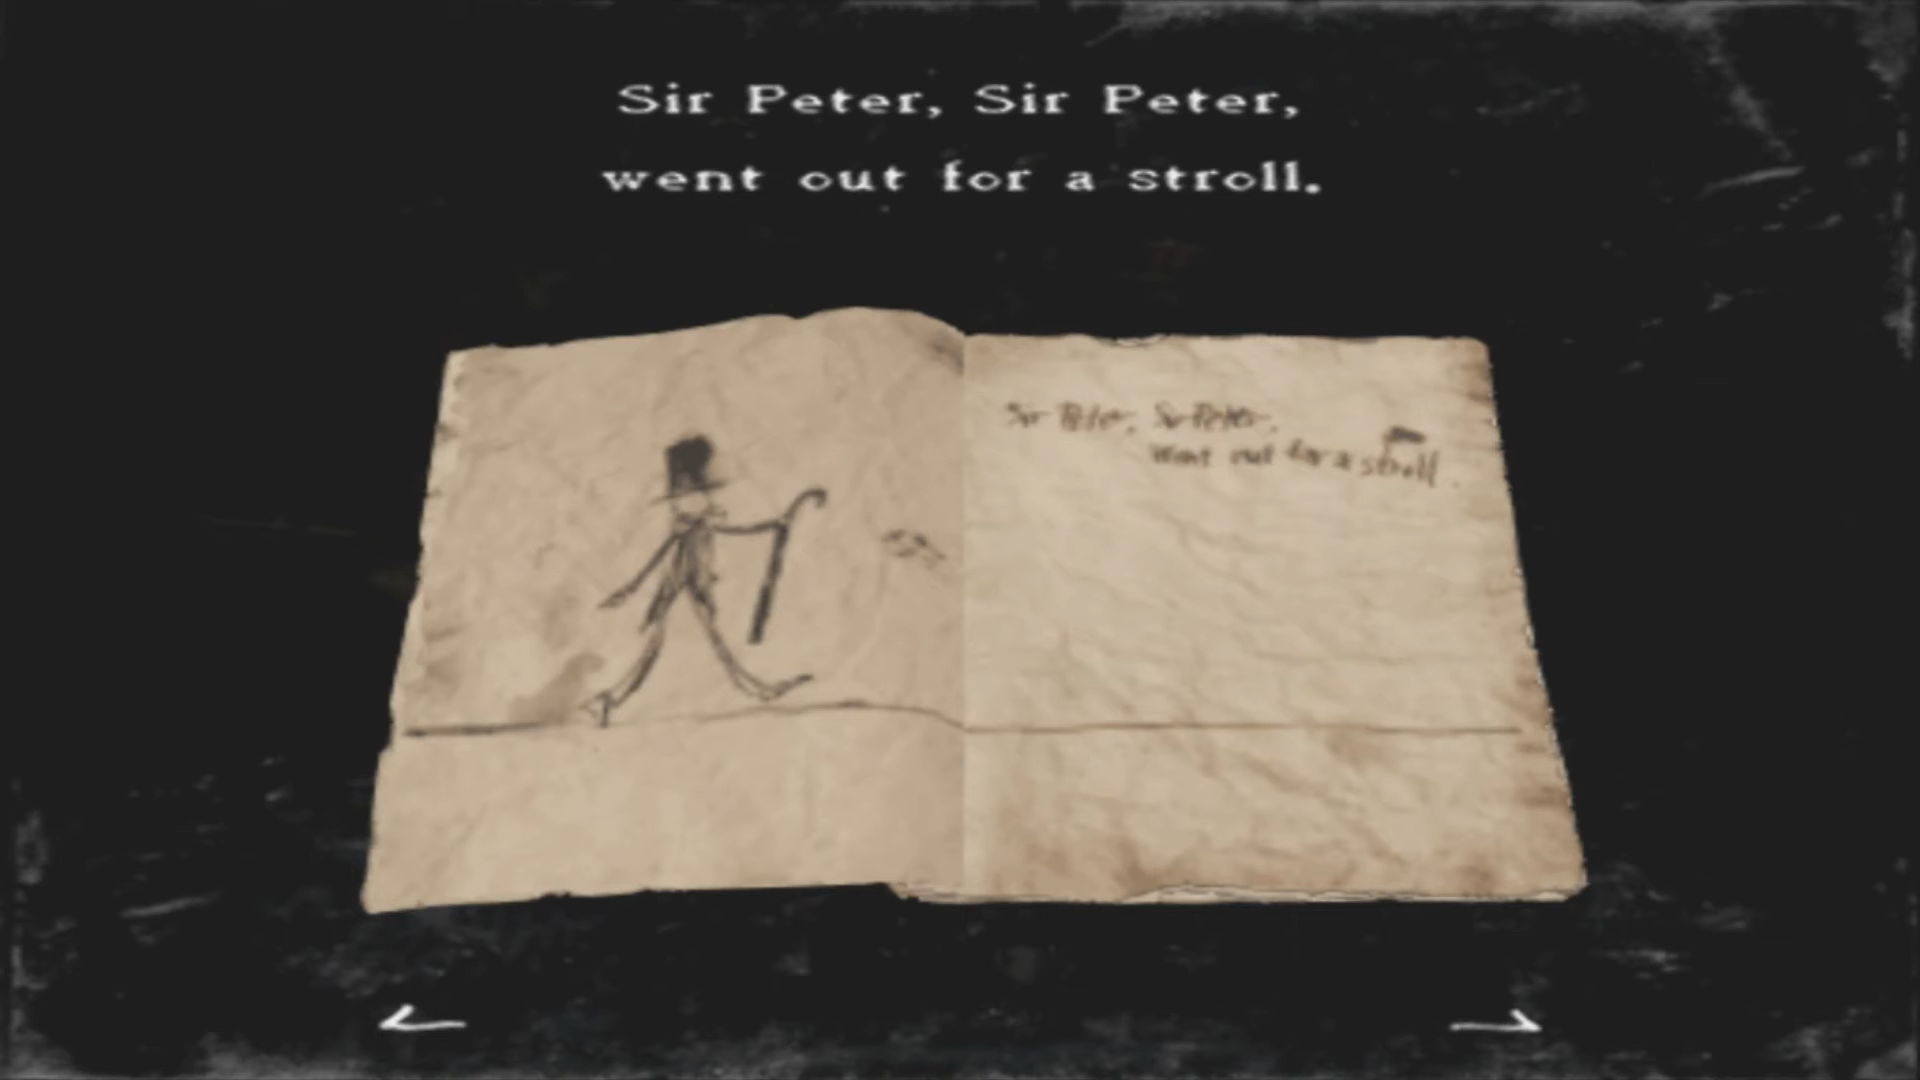 Sir Peter, Sir Peter,
went out for a stroll.
Sir Peter, Sir Peter,
went out for a stroll.